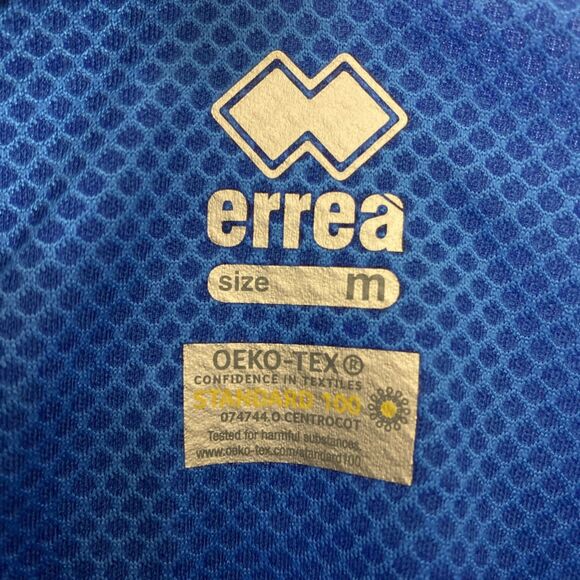 erreà
size m
OEKO-TEX®
CONFIDENCE IN TEXTILES
STANDARD 100
074744.O CENTROCOT
Tested for harmful substances
www.oeko-tex.com/standard100